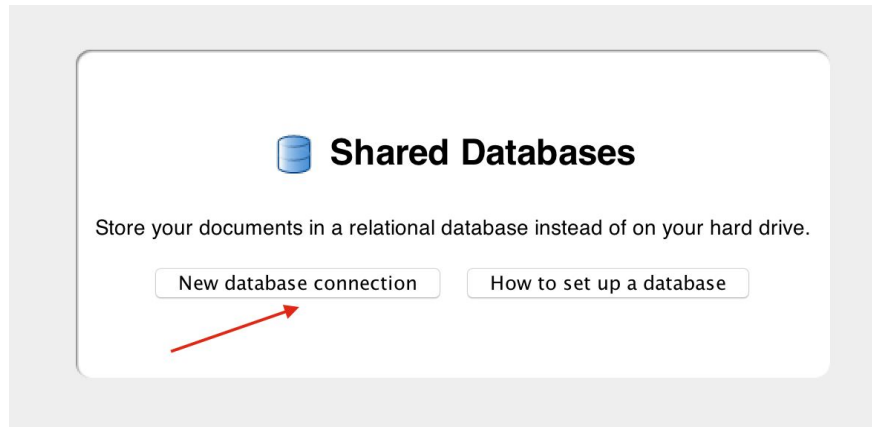 Shared Databases
Store your documents in a relational database instead of on your hard drive.
New database connection
How to set up a database